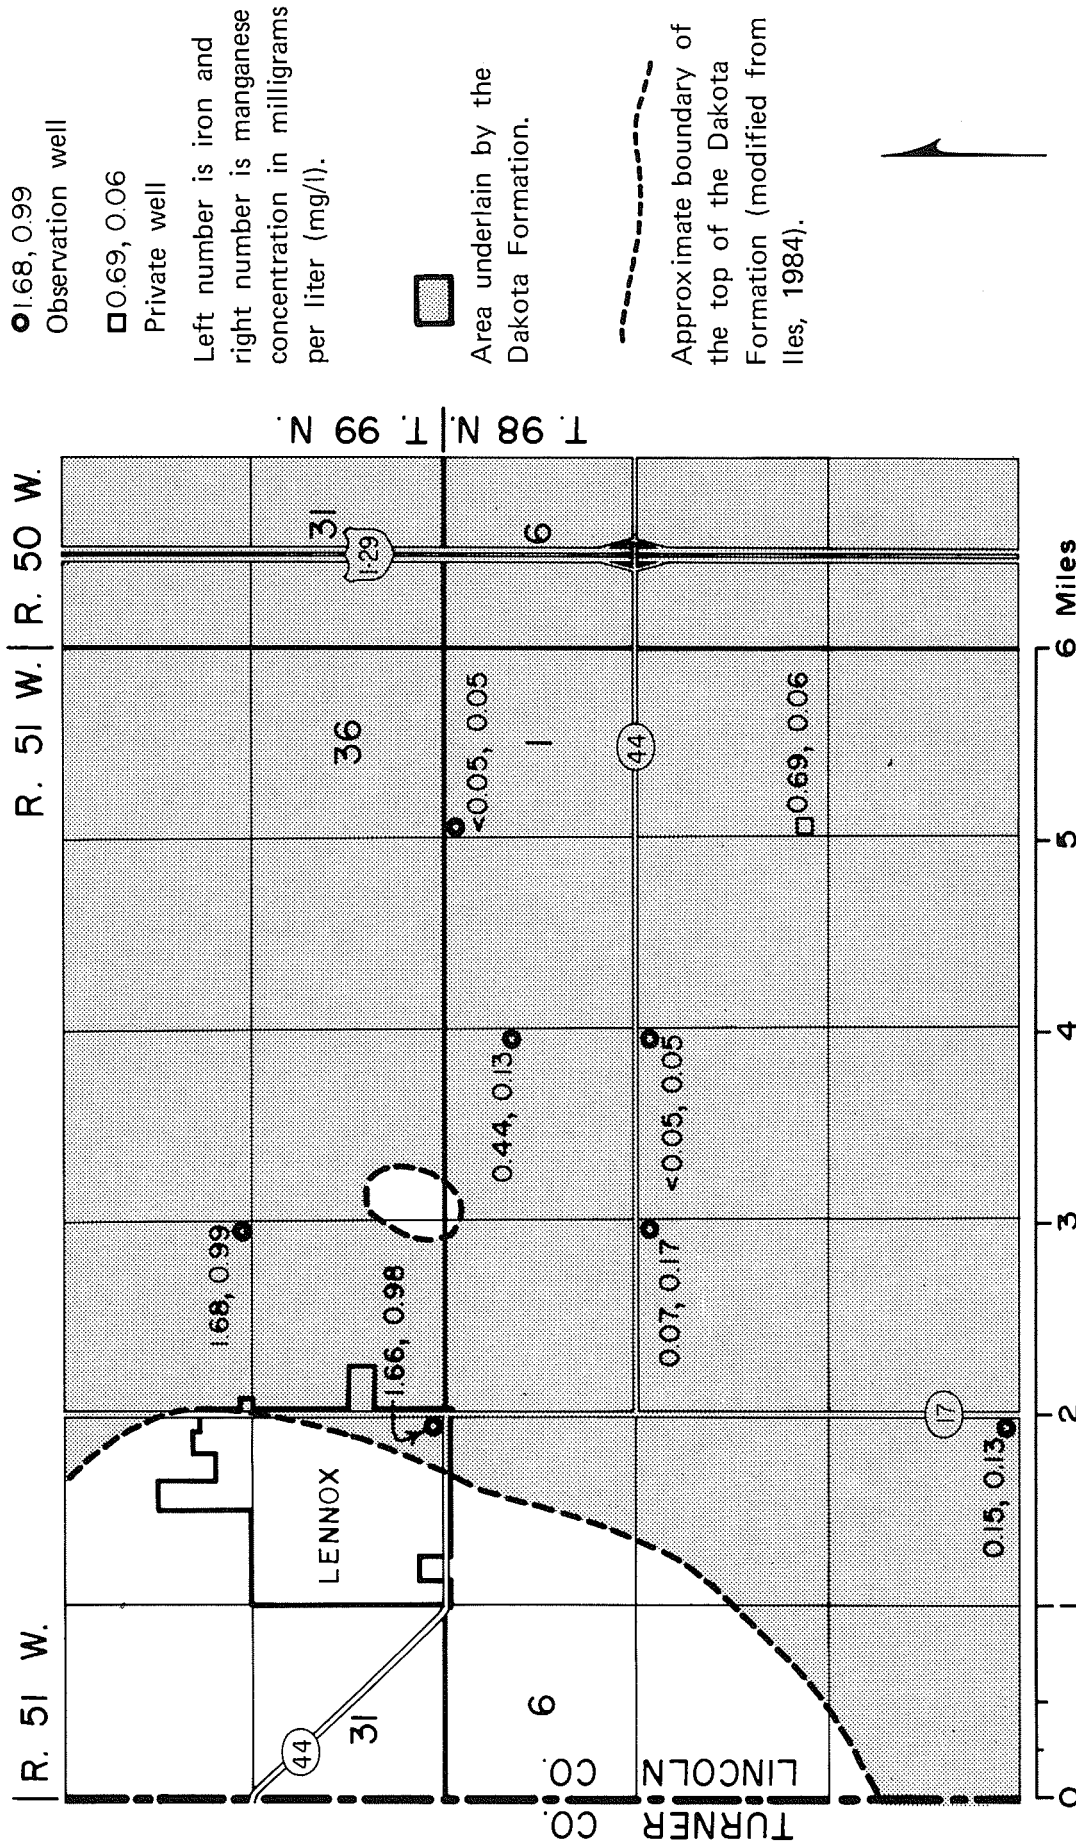 R. 51 W.
R. 51 W. | R. 50 W.
T. 99 N.
T. 98 N.
1.68, 0.99
Observation well
0.69, 0.06
Private well
Left number is iron and
right number is manganese
concentration in milligrams
per liter (mg/l).
Area underlain by the
Dakota Formation.
Approximate boundary of
the top of the Dakota
Formation (modified from
Iles, 1984).
31
44
LENNOX
1.68, 0.99
1.66, 0.98
36
31
I-29
6
<0.05, 0.05
1
0.44, 0.13
6
44
<0.05, 0.05
0.07, 0.17
0.69, 0.06
17
0.15, 0.13
TURNER CO.
LINCOLN CO.
0 1 2 3 4 5 6 Miles